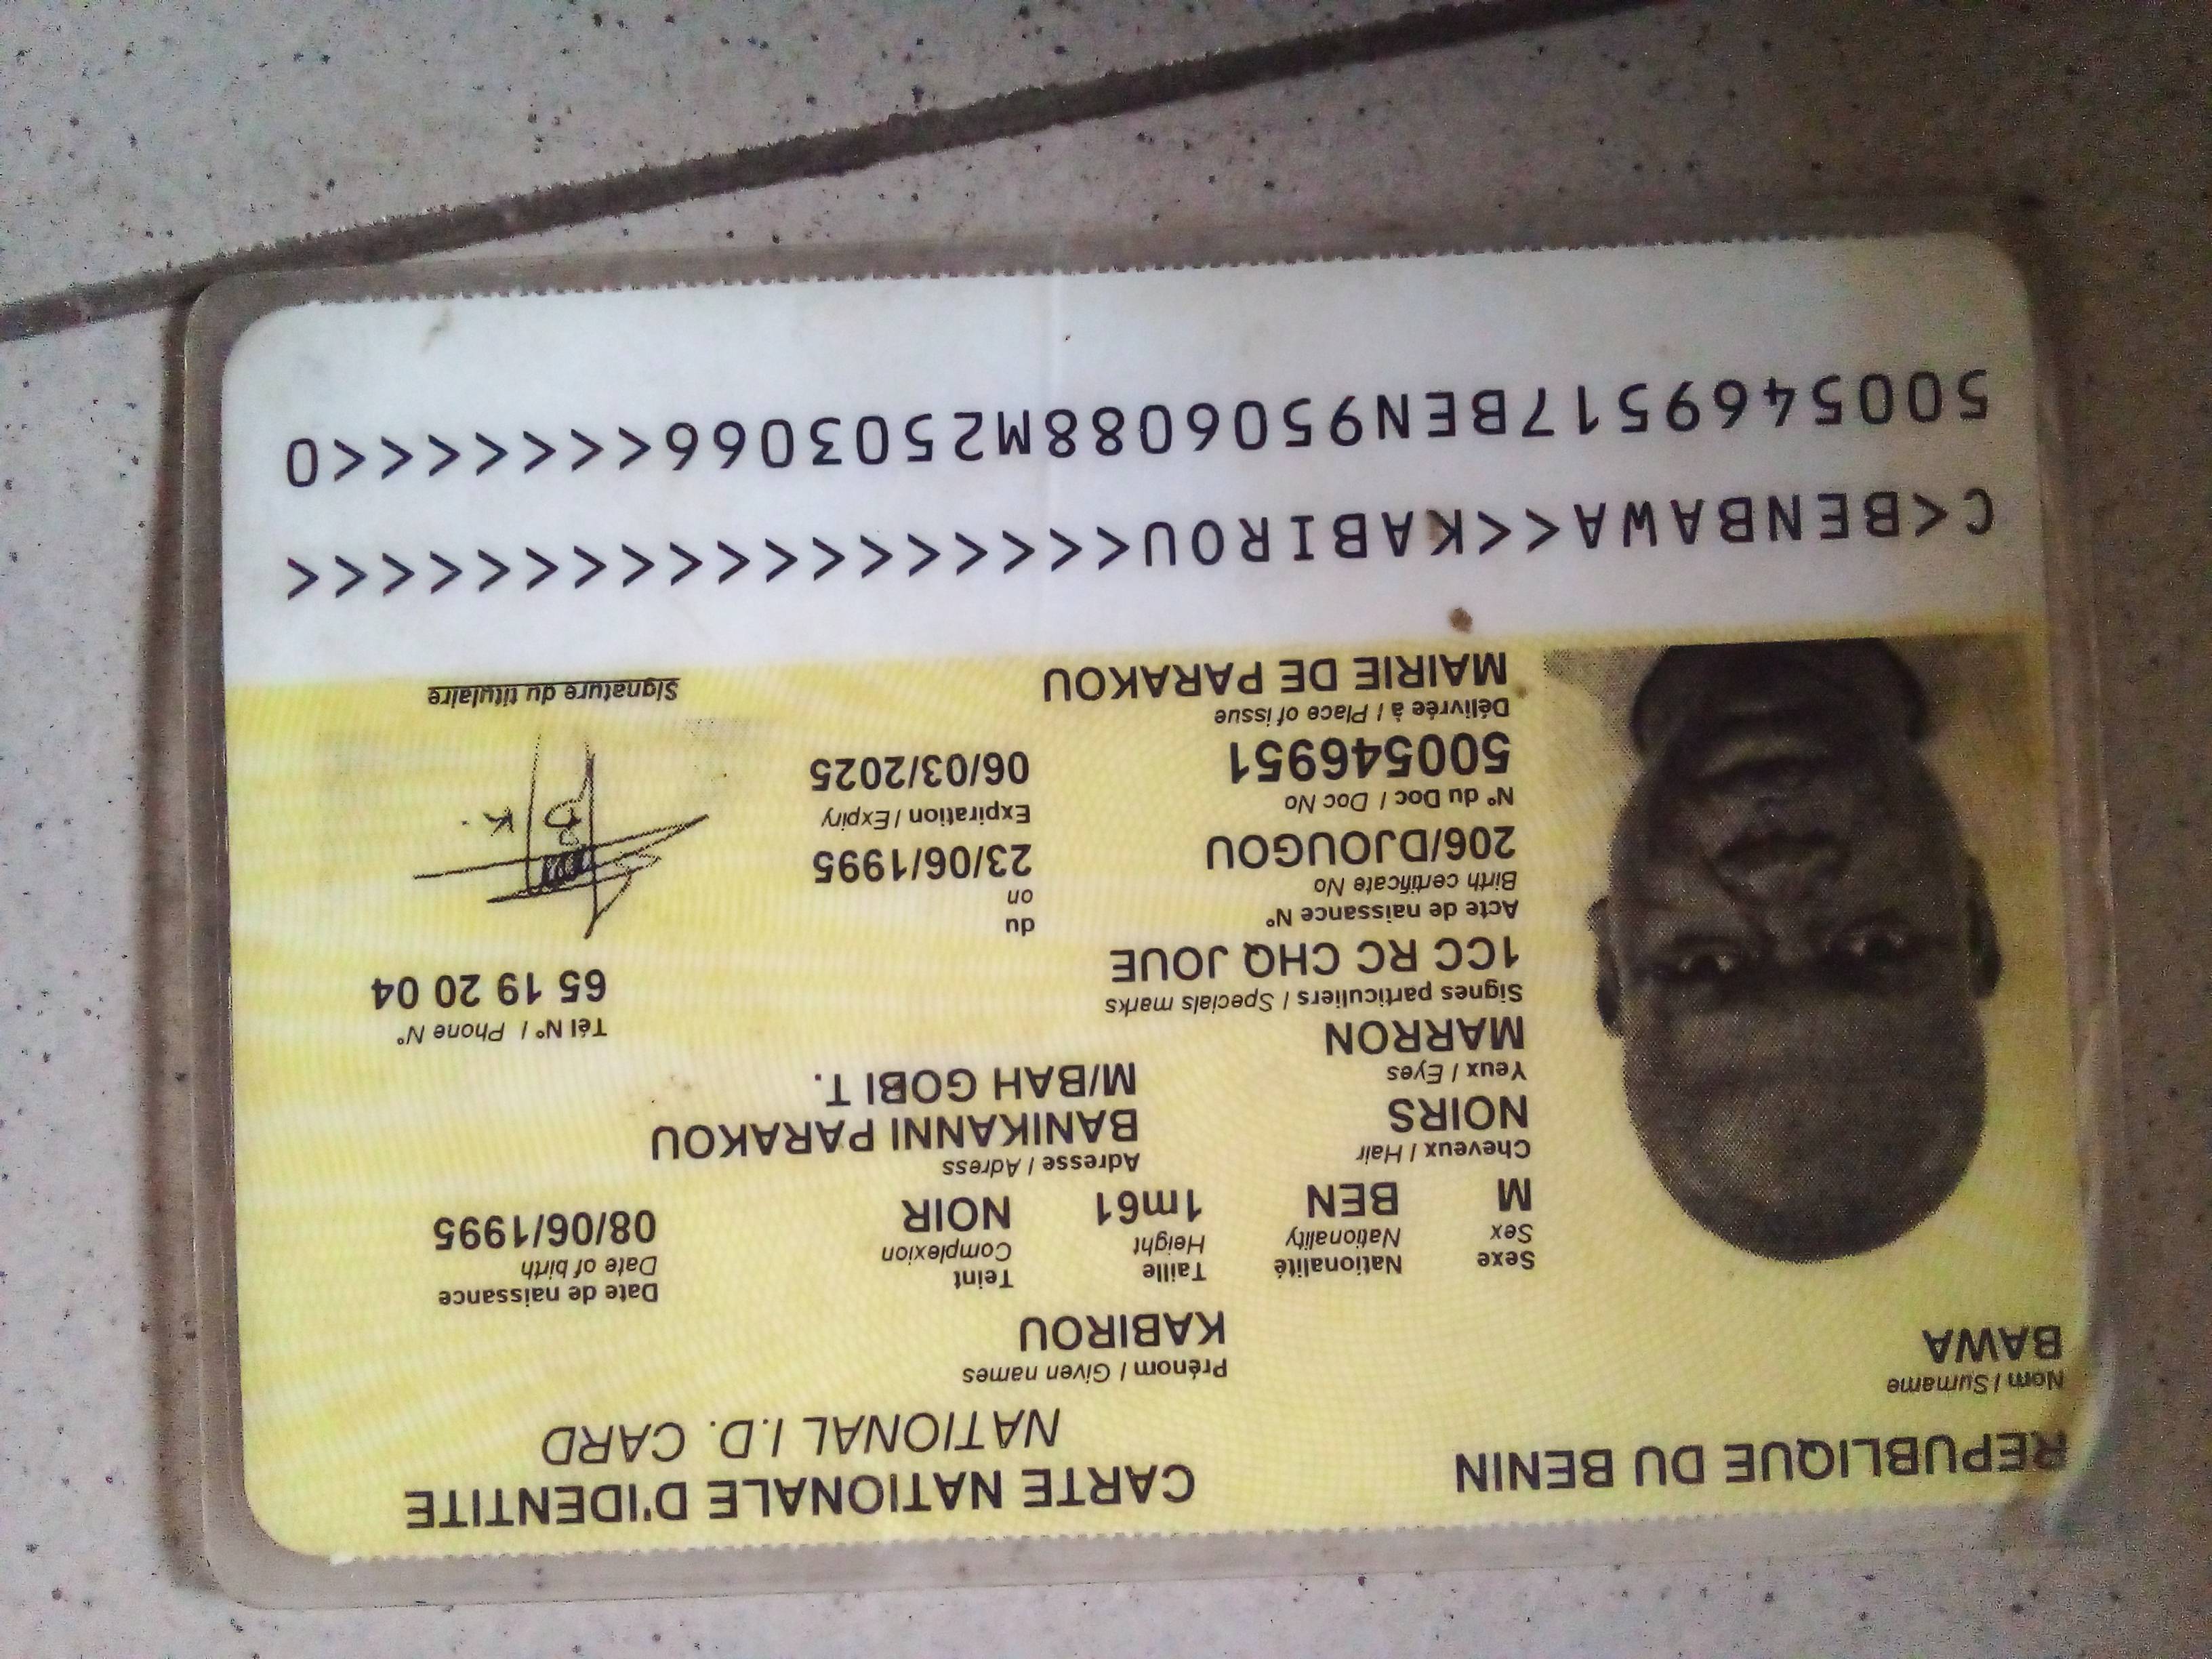 REPUBLIQUE DU BENIN
CARTE NATIONALE D'IDENTITE
NATIONAL I.D. CARD
Nom / Surname
BAWA
Prénom / Given names
KABIROU
Sexe
Sex
M
Nationalité
Nationality
BEN
Taille
Height
1m61
Teint
Complexion
NOIR
Date de naissance
Date of birth
08/06/1995
Cheveux / Hair
NOIRS
Adresse / Adress
BANIKANNI PARAKOU
M/BAH GOBI T.
Yeux / Eyes
MARRON
Signes particuliers / Specials marks
1CC RC CHQ JOUE
Tél N° / Phone N°
65 19 20 04
Acte de naissance N°
Birth certificate No
206/DJOUGOU
du
on
23/06/1995
N° du Doc / Doc No
500546951
Expiration / Expiry
06/03/2025
Délivrée à / Place of issue
MAIRIE DE PARAKOU
Signature du titulaire
C<BENBAWA<<KABIROU<<<<<<<<<<<<<<<<<<
5005469517BEN9506088M2503066<<<<<<<0